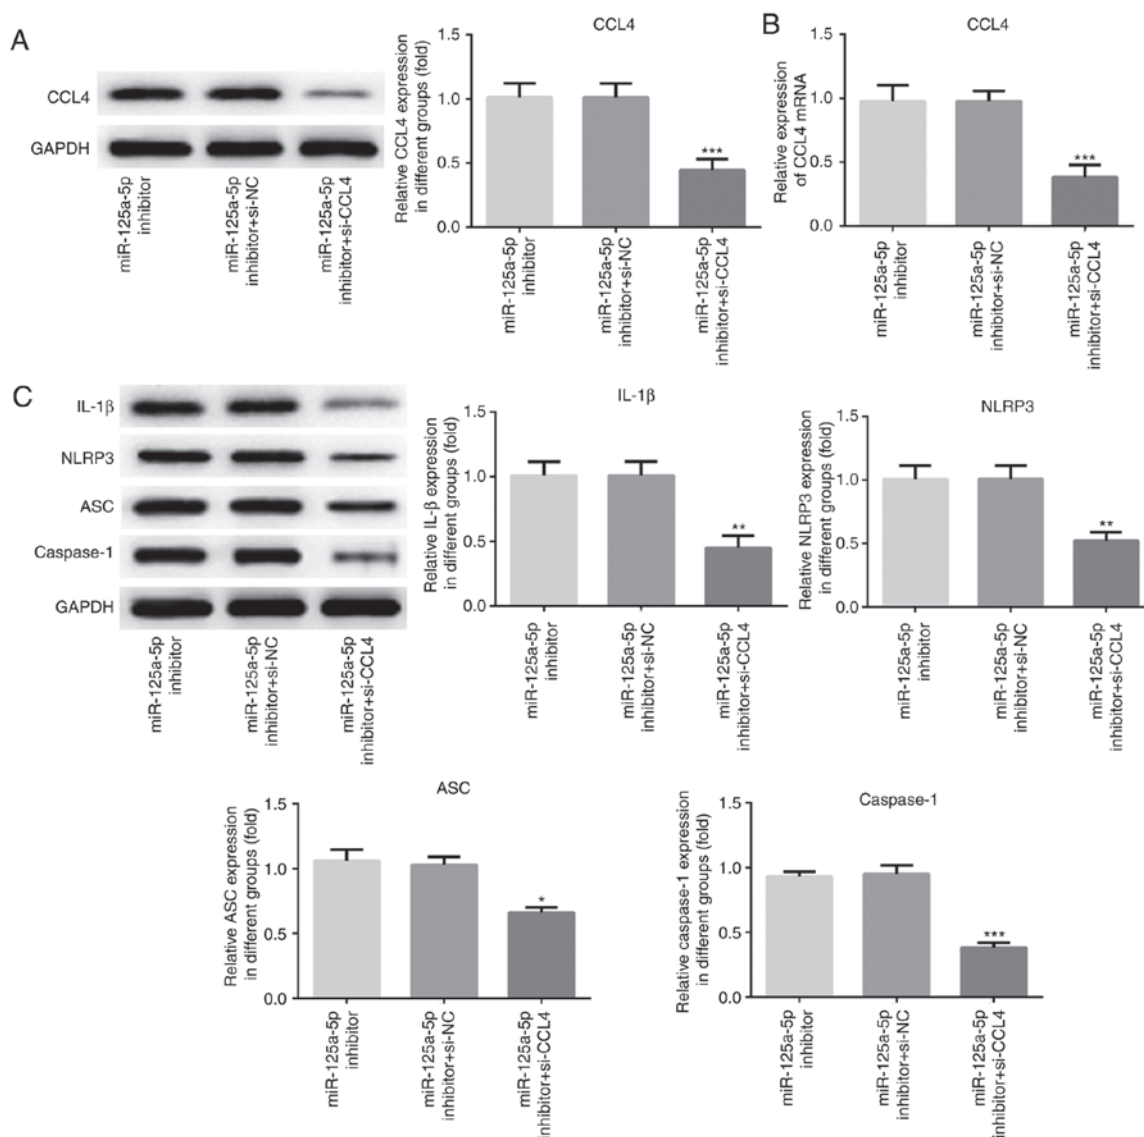 A
CCL4
GAPDH
miR-125a-5p
inhibitor
miR-125a-5p
inhibitor+si-NC
miR-125a-5p
inhibitor+si-CCL4
CCL4
Relative CCL4 expression
in different groups (fold)
1.5
1.0
0.5
0.0
***
miR-125a-5p
inhibitor
miR-125a-5p
inhibitor+si-NC
miR-125a-5p
inhibitor+si-CCL4
B
CCL4
Relative expression
of CCL4 mRNA
1.5
1.0
0.5
0.0
***
miR-125a-5p
inhibitor
miR-125a-5p
inhibitor+si-NC
miR-125a-5p
inhibitor+si-CCL4
C
IL-1β
NLRP3
ASC
Caspase-1
GAPDH
miR-125a-5p
inhibitor
miR-125a-5p
inhibitor+si-NC
miR-125a-5p
inhibitor+si-CCL4
IL-1β
Relative IL-β expression
in different groups (fold)
1.5
1.0
0.5
0.0
**
miR-125a-5p
inhibitor
miR-125a-5p
inhibitor+si-NC
miR-125a-5p
inhibitor+si-CCL4
NLRP3
Relative NLRP3 expression
in different groups (fold)
1.5
1.0
0.5
0.0
**
miR-125a-5p
inhibitor
miR-125a-5p
inhibitor+si-NC
miR-125a-5p
inhibitor+si-CCL4
ASC
Relative ASC expression
in different groups (fold)
1.5
1.0
0.5
0.0
*
miR-125a-5p
inhibitor
miR-125a-5p
inhibitor+si-NC
miR-125a-5p
inhibitor+si-CCL4
Caspase-1
Relative caspase-1 expression
in different groups (fold)
1.5
1.0
0.5
0.0
***
miR-125a-5p
inhibitor
miR-125a-5p
inhibitor+si-NC
miR-125a-5p
inhibitor+si-CCL4